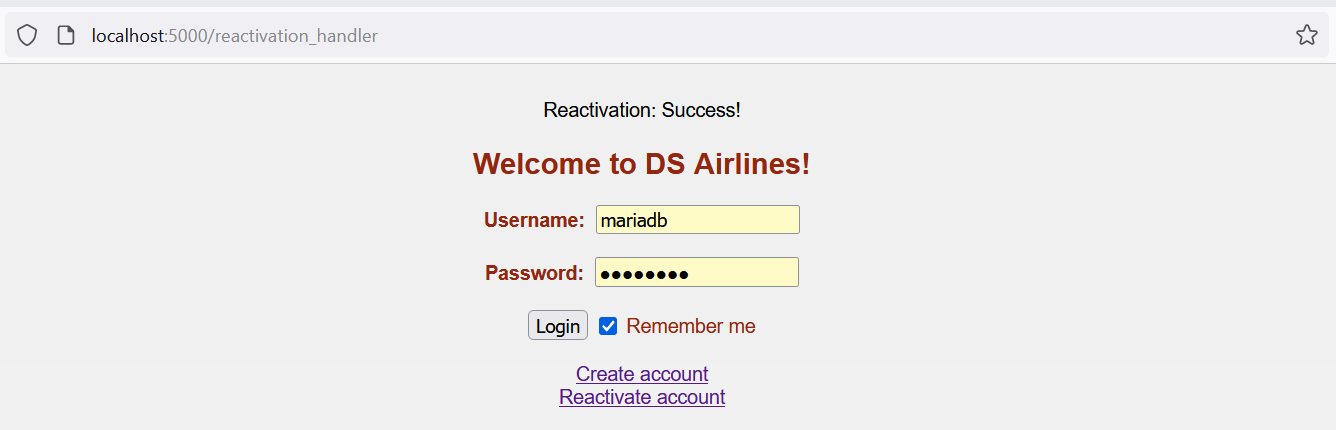 localhost:5000/reactivation_handler
Reactivation: Success!
Welcome to DS Airlines!
Username: mariadb
Password: ●●●●●●●●
Login Remember me
Create account
Reactivate account